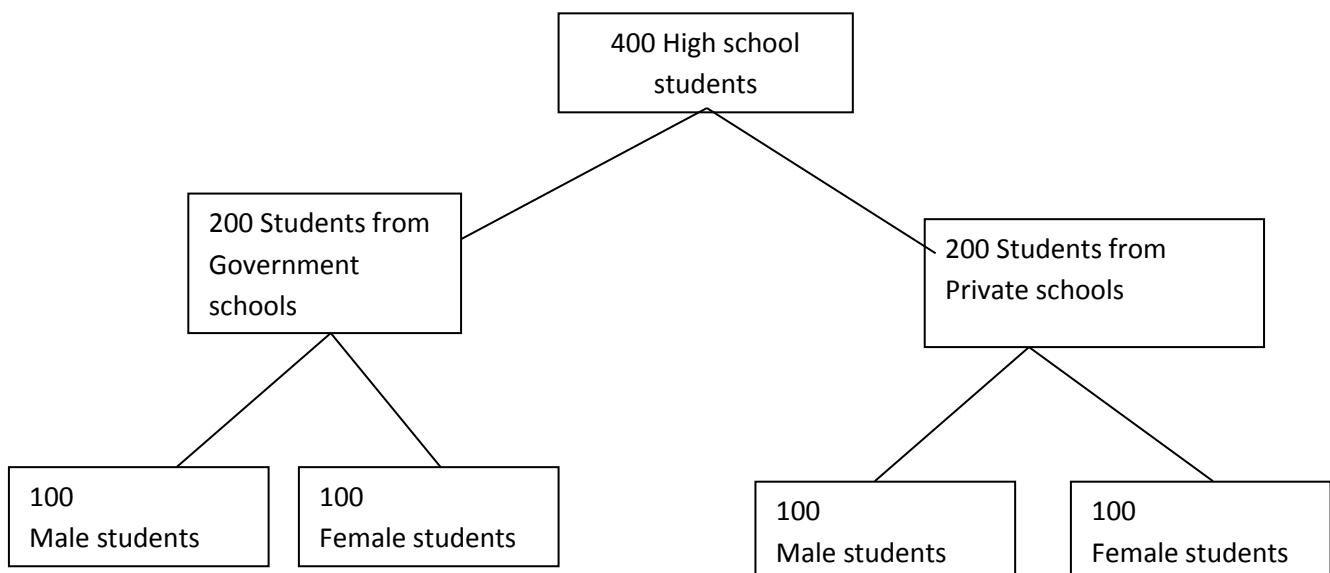 400 High school
students
200 Students from
Government
schools
200 Students from
Private schools
100
Male students
100
Female students
100
Male students
100
Female students